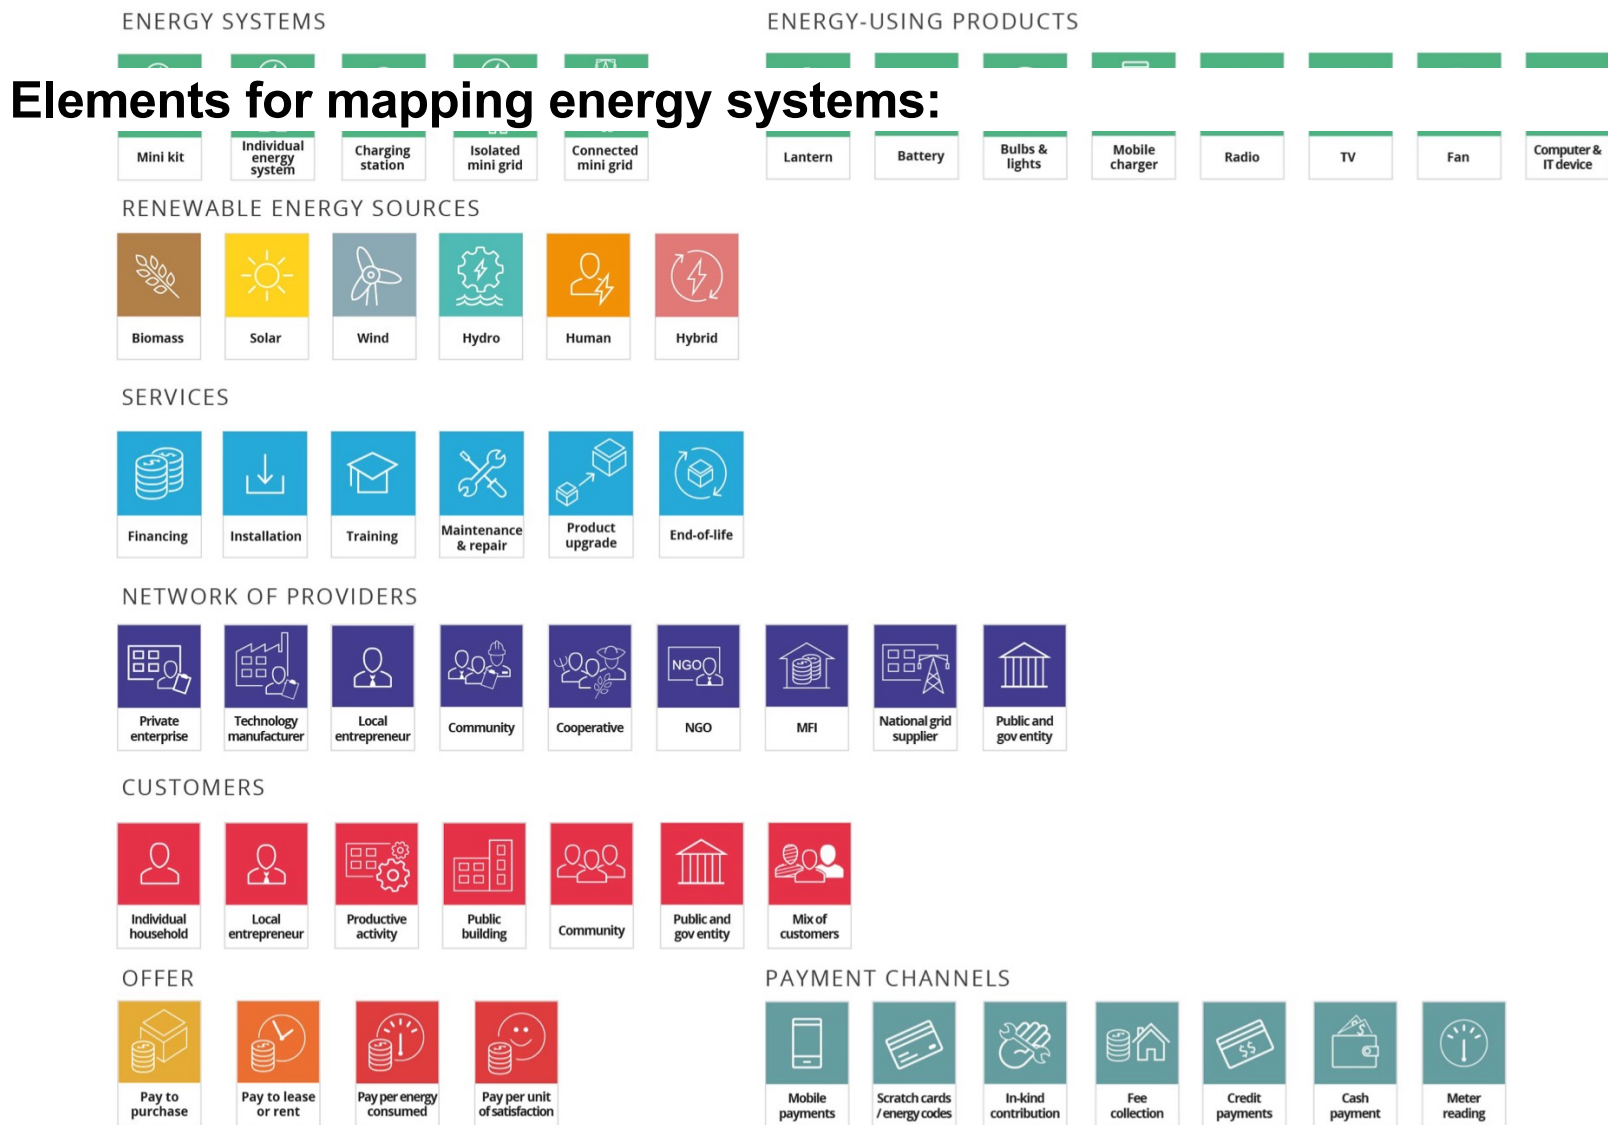 ENERGY SYSTEMS
ENERGY-USING PRODUCTS
Elements for mapping energy systems:
Mini kit
Individual
energy
system
Charging
station
Isolated
mini grid
Connected
mini grid
Lantern
Battery
Bulbs &
lights
Mobile
charger
Radio
TV
Fan
Computer &
IT device
RENEWABLE ENERGY SOURCES
Biomass
Solar
Wind
Hydro
Human
Hybrid
SERVICES
Financing
Installation
Training
Maintenance
& repair
Product
upgrade
End-of-life
NETWORK OF PROVIDERS
NGO
Private
enterprise
Technology
manufacturer
Local
entrepreneur
Community
Cooperative
NGO
MFI
National grid
supplier
Public and
gov entity
CUSTOMERS
Individual
household
Local
entrepreneur
Productive
activity
Public
building
Community
Public and
gov entity
Mix of
customers
OFFER
Pay to
purchase
Pay to lease
or rent
Pay per energy
consumed
Pay per unit
of satisfaction
PAYMENT CHANNELS
$$
Mobile
payments
Scratch cards
/ energy codes
In-kind
contribution
Fee
collection
Credit
payments
Cash
payment
Meter
reading